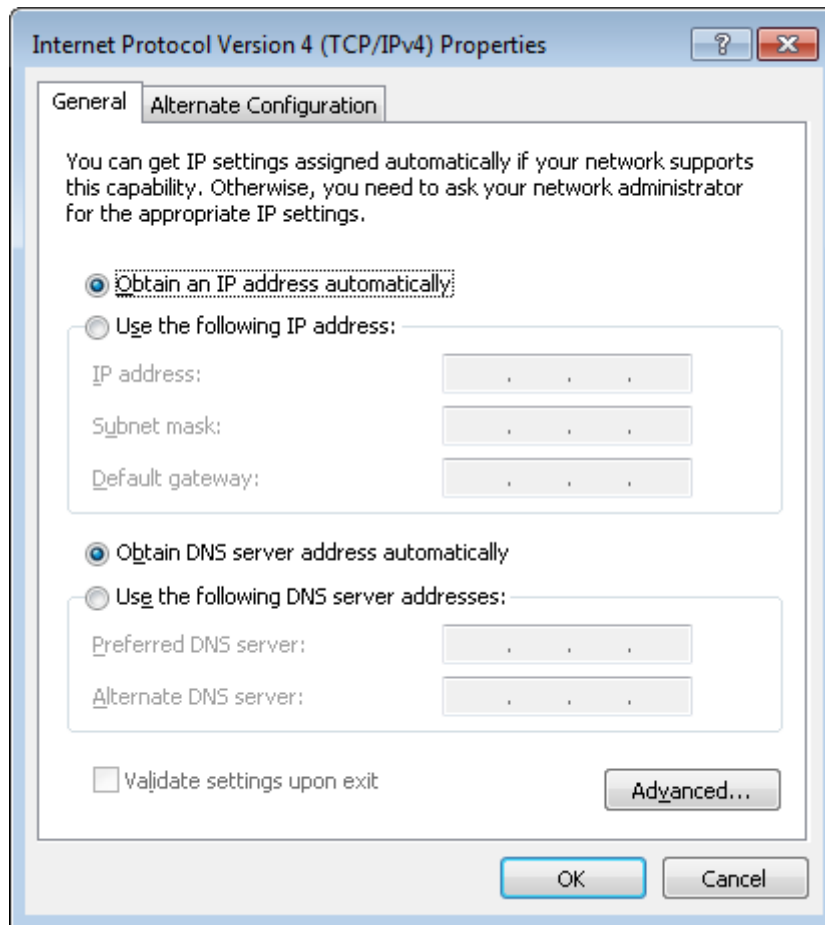 Internet Protocol Version 4 (TCP/IPv4) Properties
General
Alternate Configuration
You can get IP settings assigned automatically if your network supports
this capability. Otherwise, you need to ask your network administrator
for the appropriate IP settings.
Obtain an IP address automatically
Use the following IP address:
IP address:
Subnet mask:
Default gateway:
Obtain DNS server address automatically
Use the following DNS server addresses:
Preferred DNS server:
Alternate DNS server:
Validate settings upon exit
Advanced...
OK
Cancel